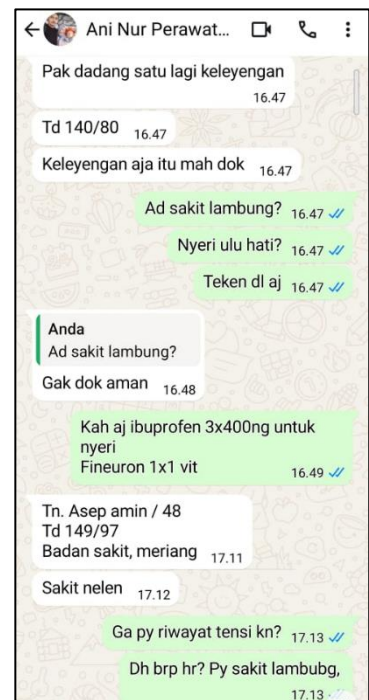 Ani Nur Perawat...
Pak dadang satu lagi keleyengan
16.47
Td 140/80 16.47
Keleyengan aja itu mah dok 16.47
Ad sakit lambung? 16.47
Nyeri ulu hati? 16.47
Teken dl aj 16.47
Anda
Ad sakit lambung?
Gak dok aman 16.48
Kah aj ibuprofen 3x400ng untuk
nyeri
Fineuron 1x1 vit 16.49
Tn. Asep amin / 48
Td 149/97
Badan sakit, meriang 17.11
Sakit nelen 17.12
Ga py riwayat tensi kn? 17.13
Dh brp hr? Py sakit lambubg,
17.13